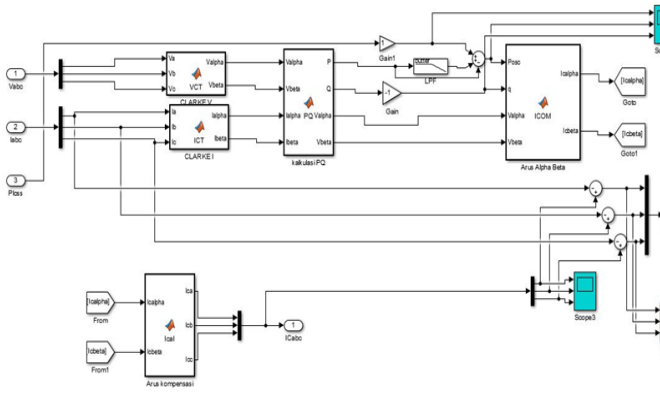 1
Vabc
2
Iabc
3
Ploss
Va
Vb
Vc
VCT
Valpha
Vbeta
CLARKE V
Ia
Ib
Ic
ICT
Ialpha
Ibeta
CLARKE I
Valpha
Vbeta
Ialpha
Ibeta
PQ
P
Q
Valpha
Vbeta
kalkulasi PQ
1
Gain1
LPF
-1
Gain
Posc
q
Valpha
Vbeta
ICOM
Icalpha
Icbeta
Arus Alpha Beta
[Icalpha]
Goto
[Icbeta]
Goto1
[Icalpha]
From
[Icbeta]
From1
Icalpha
Icbeta
Ical
Ica
Icb
Icc
Arus kompensasi
1
ICabc
Scope3